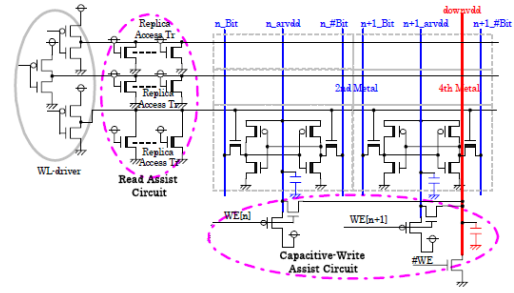 downvdd
Replica
Access Tr
n_Bit
n_arvdd
n_#Bit
n+1_Bit
n+1_arvdd
n+1_#Bit
Replica
Access Tr
2nd Metal
4th Metal
Replica
Access Tr
WL-driver
Read Assist
Circuit
WE[n]
WE[n+1]
Capacitive-Write
Assist Circuit
#WE